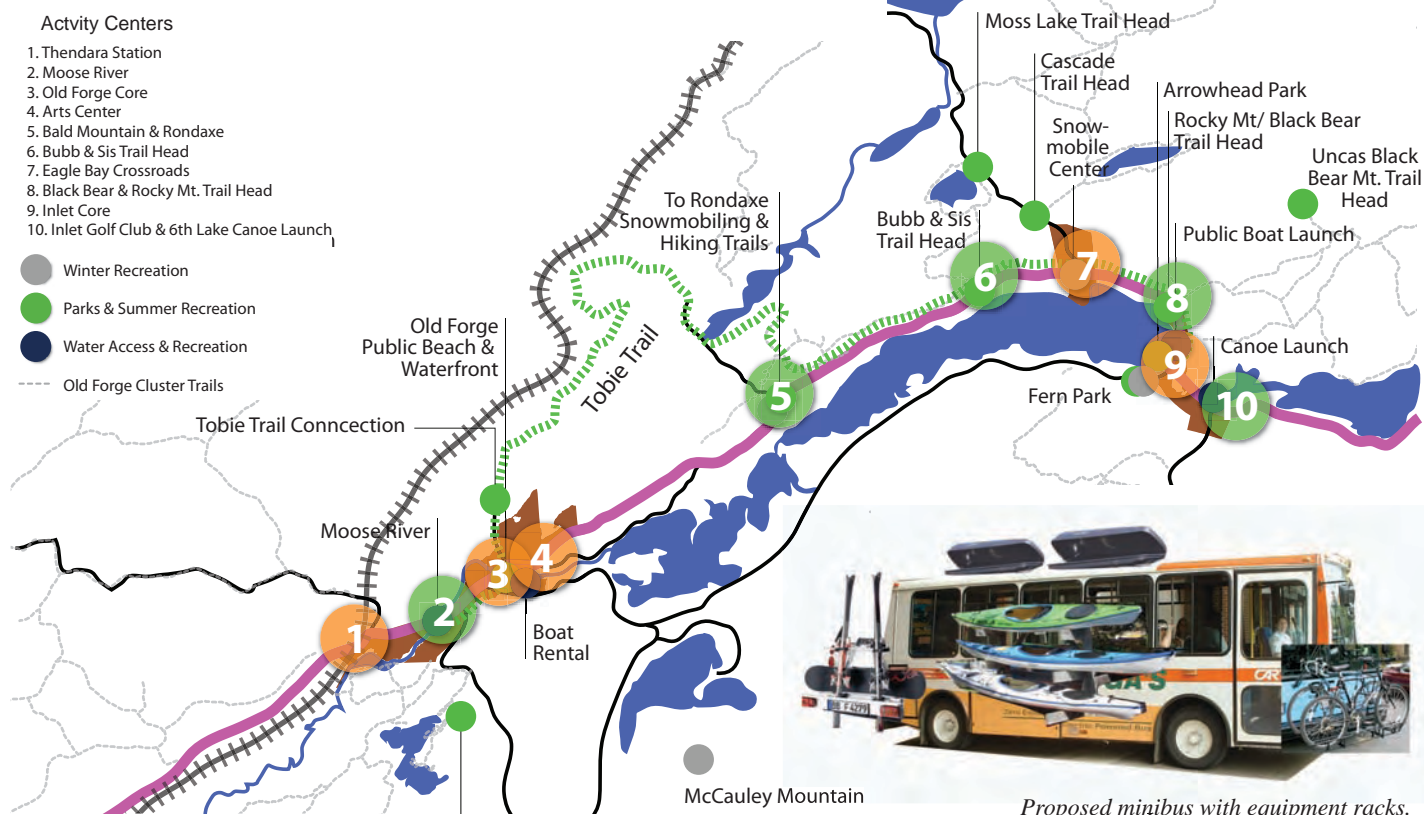 Actvity Centers
1. Thendara Station
2. Moose River
3. Old Forge Core
4. Arts Center
5. Bald Mountain & Rondaxe
6. Bubb & Sis Trail Head
7. Eagle Bay Crossroads
8. Black Bear & Rocky Mt. Trail Head
9. Inlet Core
10. Inlet Golf Club & 6th Lake Canoe Launch
Winter Recreation
Parks & Summer Recreation
Water Access & Recreation
Old Forge Cluster Trails
Moss Lake Trail Head
Cascade
Trail Head
Arrowhead Park
Rocky Mt/ Black Bear
Trail Head
Snow-
mobile
Center
Uncas Black
Bear Mt. Trail
Head
To Rondaxe
Snowmobiling &
Hiking Trails
Bubb & Sis
Trail Head
Public Boat Launch
6
7
8
Old Forge
Public Beach &
Waterfront
Tobie Trail
Canoe Launch
9
Fern Park
5
10
Tobie Trail Conncection
Moose River
4
3
2
1
Boat
Rental
McCauley Mountain
GA'S
CAR
F 4279
Proposed minibus with equipment racks.